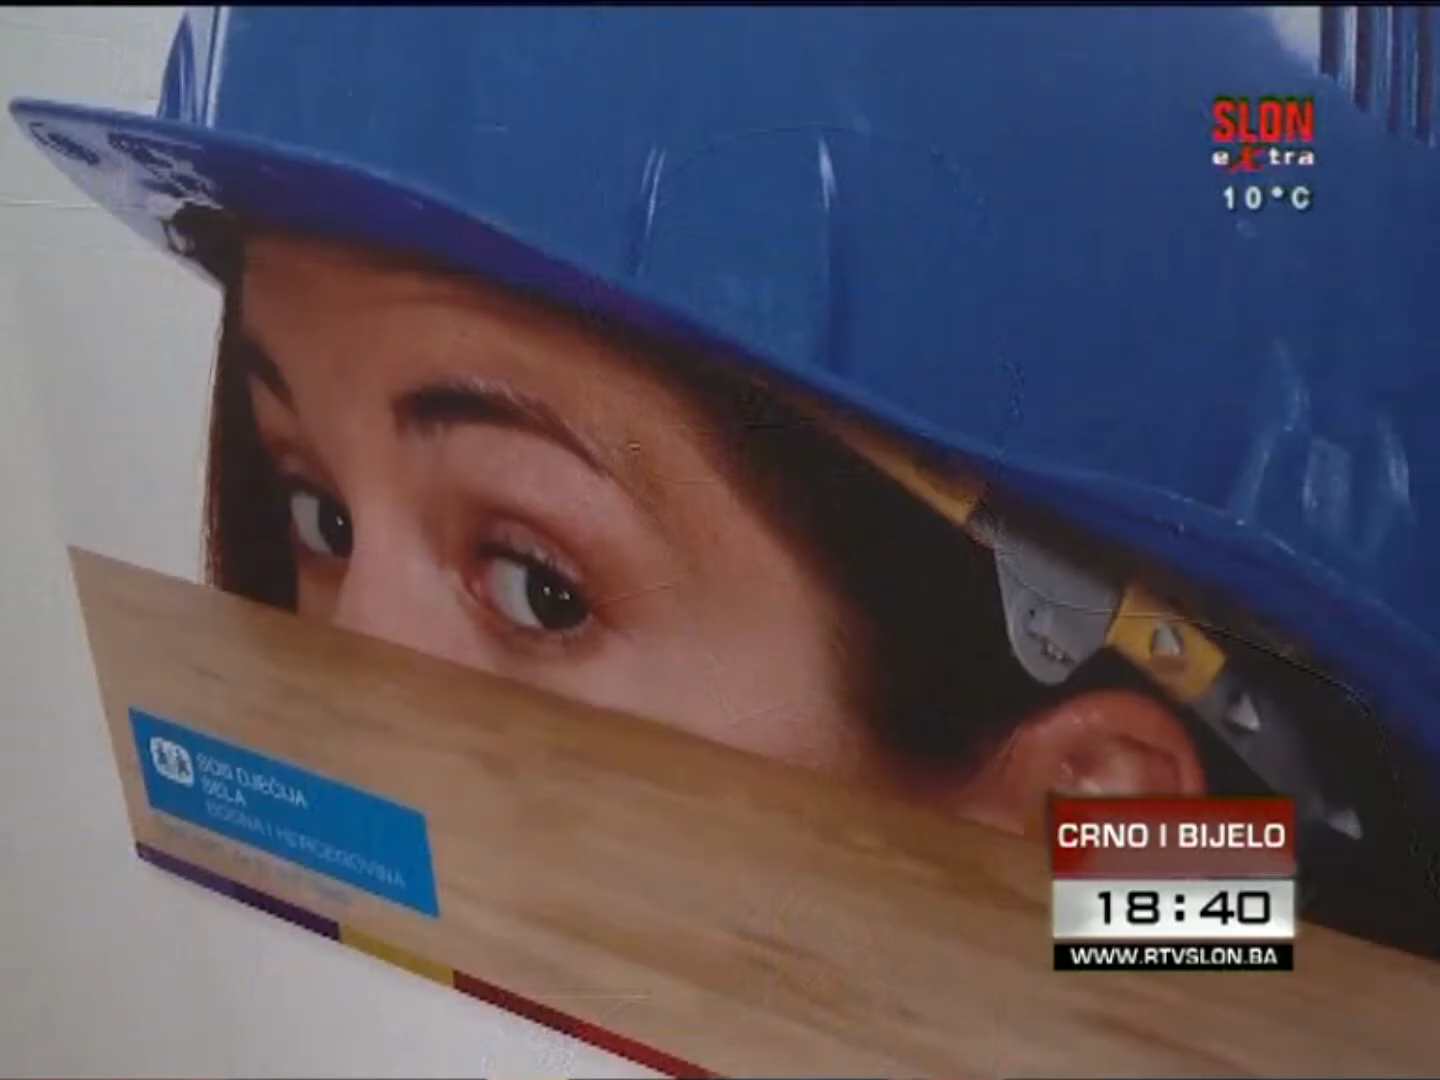 SLON
extra
10°C
SOS DJEČIJA
SELA
BOSNA I HERCEGOVINA
CRNO I BIJELO
18:40
WWW.RTVSLON.BA